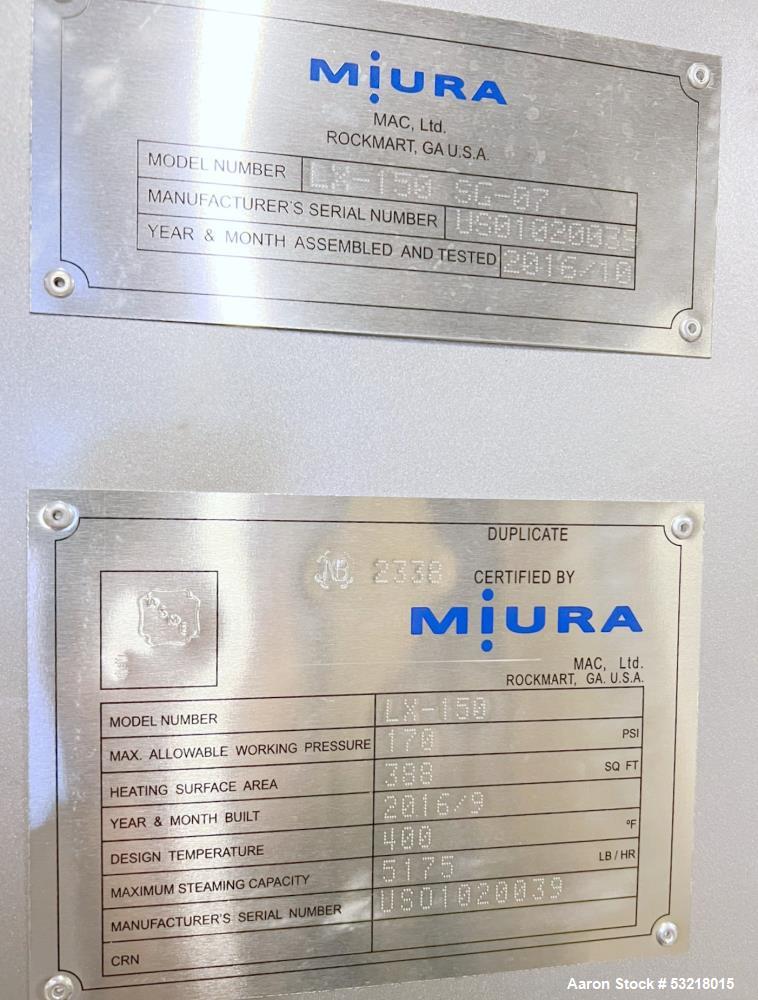 MiURA
MAC, Ltd.
ROCKMART, GA U.S.A.
MODEL NUMBER LX-150 SG-07
MANUFACTURER'S SERIAL NUMBER US01020039
YEAR & MONTH ASSEMBLED AND TESTED 2016/10
DUPLICATE
NB 2338 CERTIFIED BY
MiURA
MAC, Ltd.
ROCKMART, GA. U.S.A.
MODEL NUMBER LX-150
MAX. ALLOWABLE WORKING PRESSURE 170 PSI
HEATING SURFACE AREA 388 SQ FT
YEAR & MONTH BUILT 2016/9
DESIGN TEMPERATURE 400 °F
MAXIMUM STEAMING CAPACITY 5175 LB / HR
MANUFACTURER'S SERIAL NUMBER US01020039
CRN
Aaron Stock # 53218015